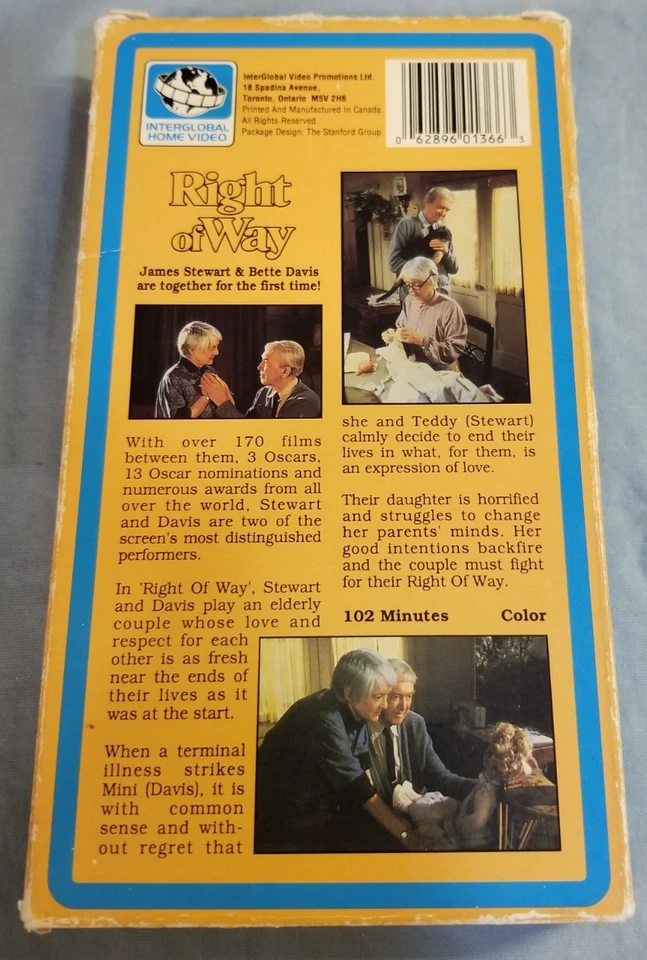 INTERGLOBAL
HOME VIDEO
InterGlobal Video Promotions Ltd.
18 Spadina Avenue,
Toronto, Ontario M5V 2H6
Printed And Manufactured In Canada.
All Rights Reserved.
Package Design: The Stanford Group
0 62896 01366 3
Right
of Way
James Stewart & Bette Davis
are together for the first time!
With over 170 films
between them, 3 Oscars,
13 Oscar nominations and
numerous awards from all
over the world, Stewart
and Davis are two of the
screen's most distinguished
performers.
In 'Right Of Way', Stewart
and Davis play an elderly
couple whose love and
respect for each
other is as fresh
near the ends of
their lives as it
was at the start.
When a terminal
illness strikes
Mini (Davis), it is
with common
sense and with-
out regret that
she and Teddy (Stewart)
calmly decide to end their
lives in what, for them, is
an expression of love.
Their daughter is horrified
and struggles to change
her parents' minds. Her
good intentions backfire
and the couple must fight
for their Right Of Way.
102 Minutes Color